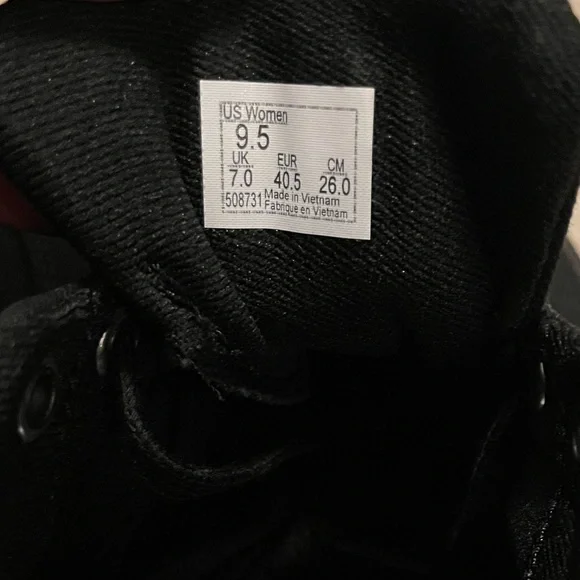 US Women
9.5
UK EUR CM
7.0 40.5 26.0
508731 Made in Vietnam
Fabrique en Vietnam